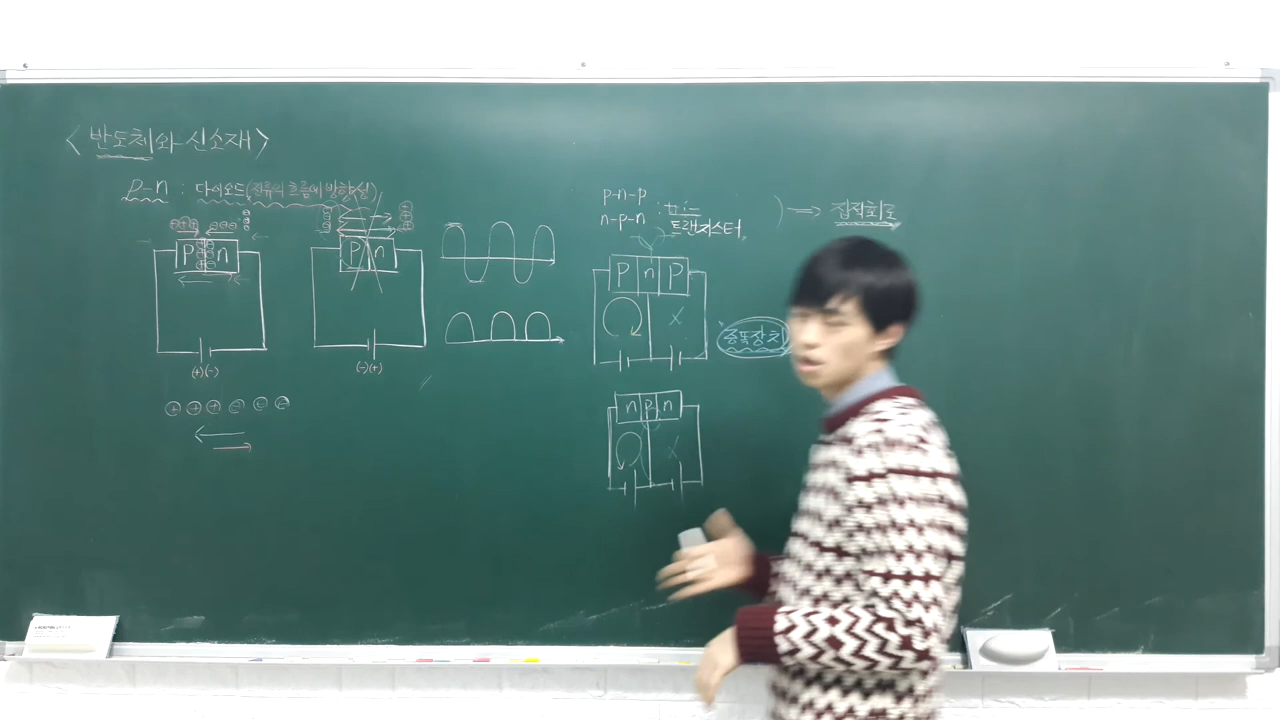 <반도체와 신소재>
p-n : 다이오드(전류의 흐름에 방향성)
P n
(+)(-)
P n
(-)(+)
p-n-p
n-p-n : 트랜지스터
⇒ 집적회로
P n P
X
증폭장치
n p n
X